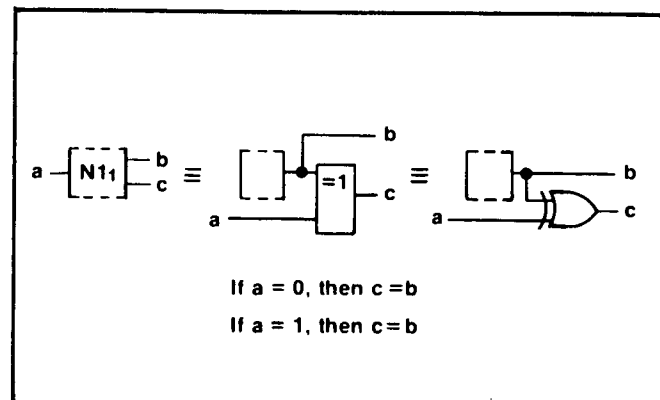 a N1₁ b c ≡ b =1 c a ≡ b a c
If a = 0, then c = b
If a = 1, then c = b